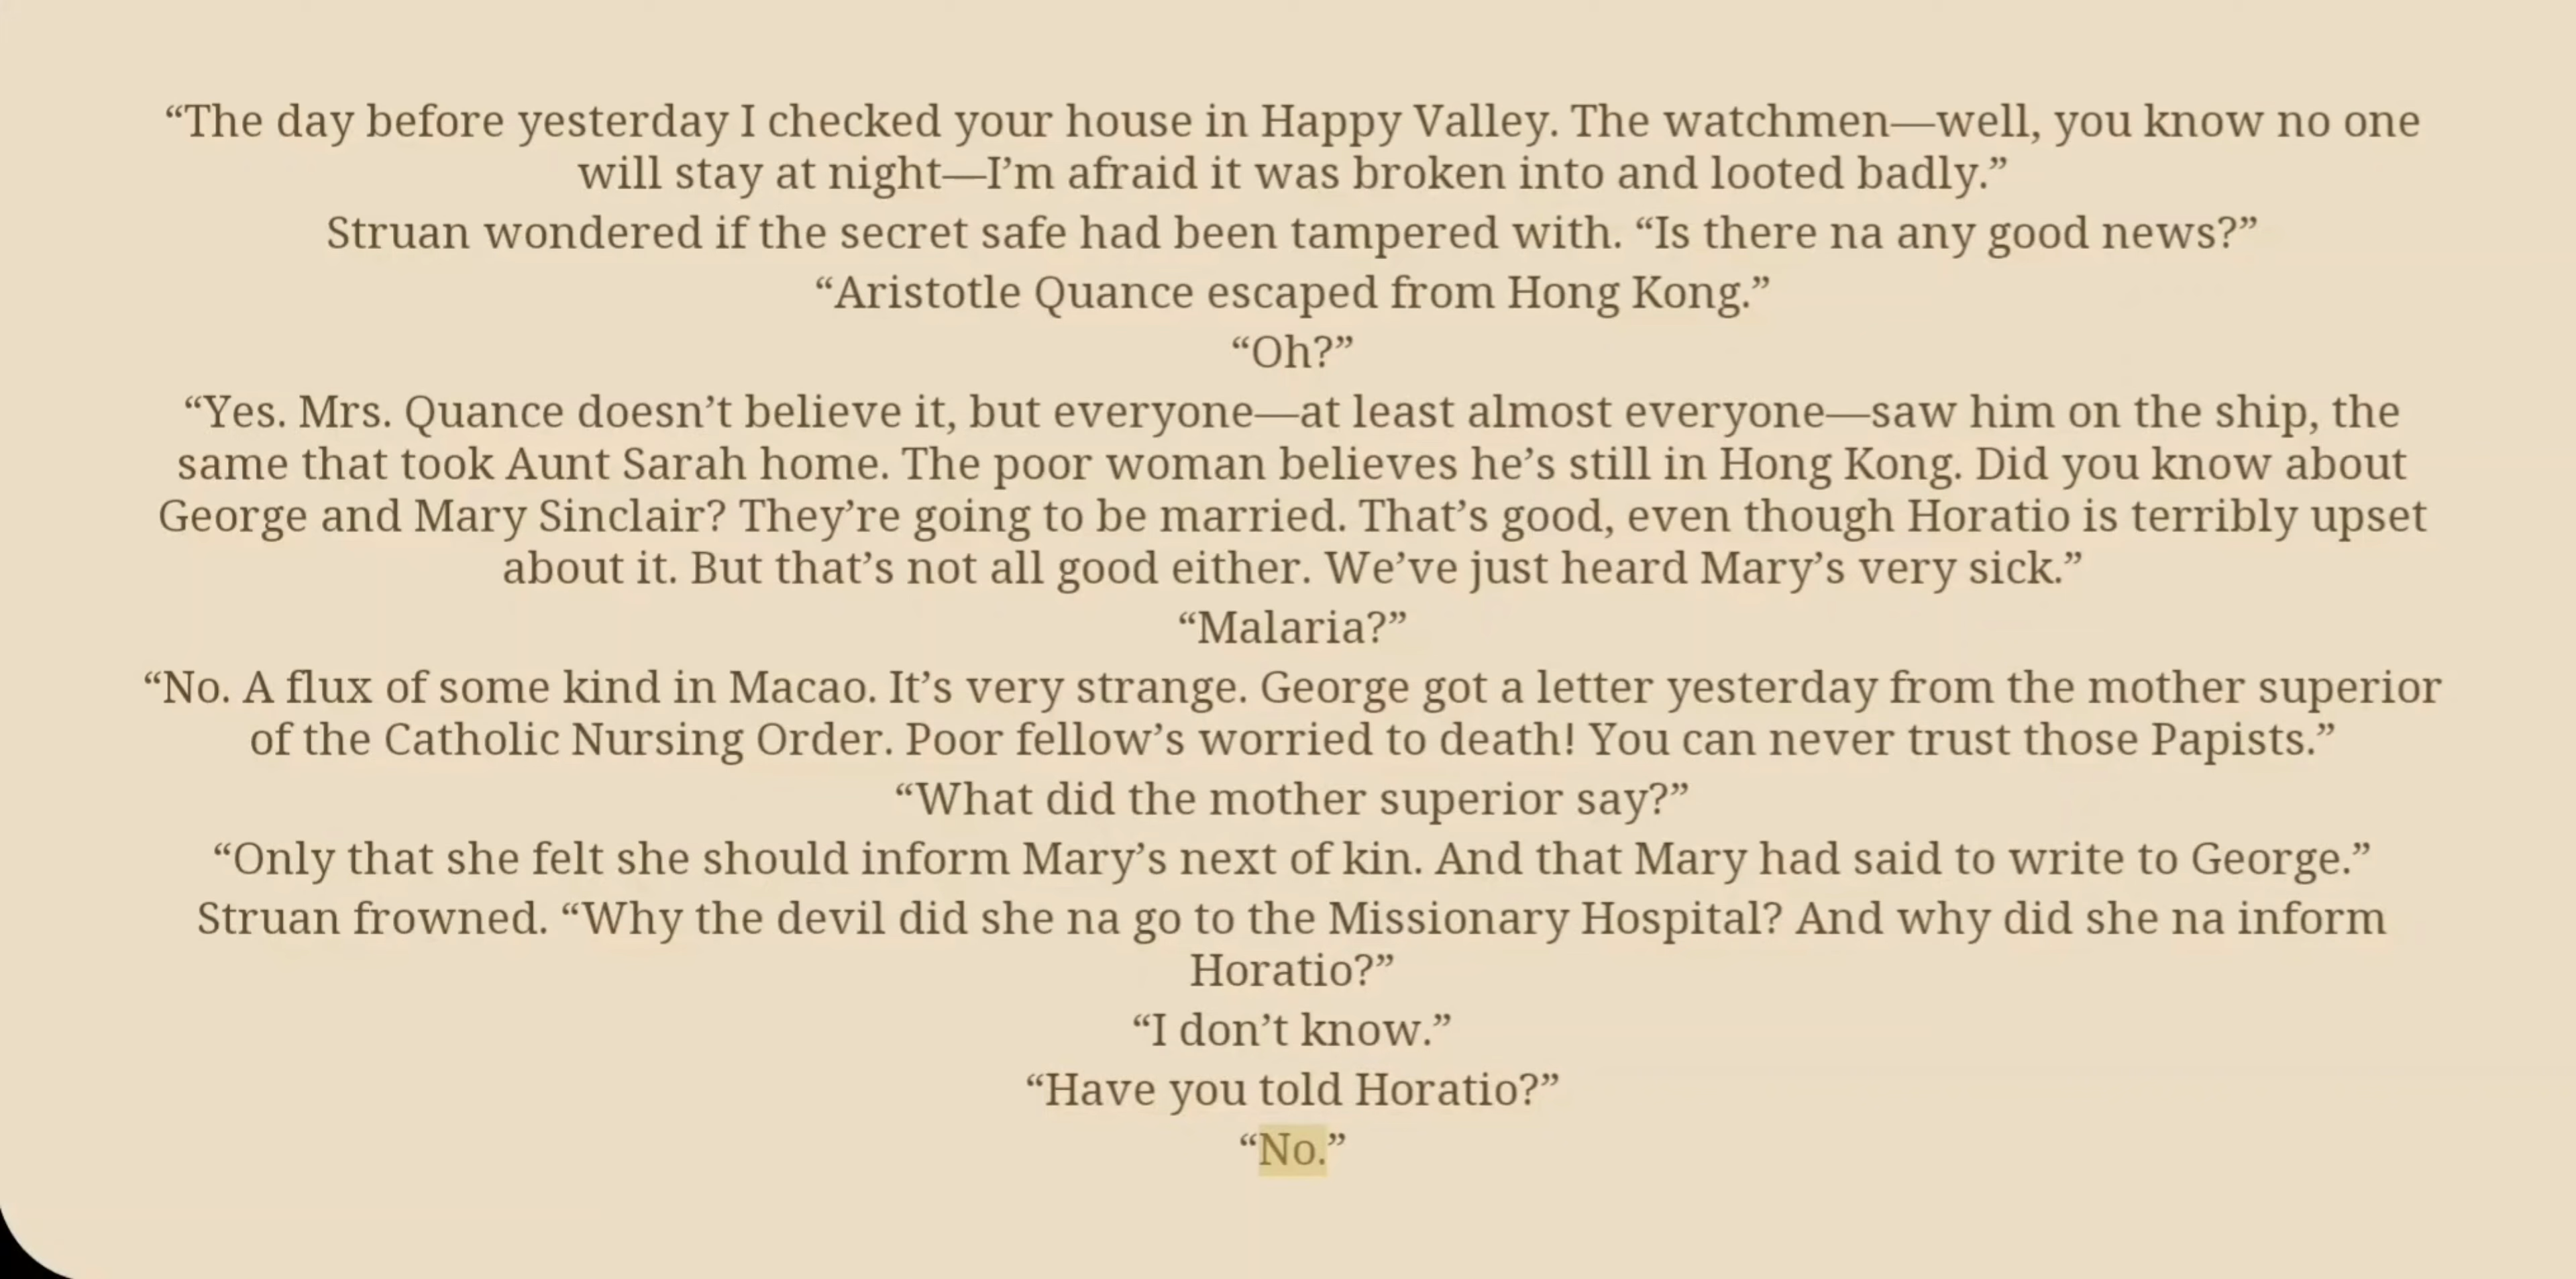 “The day before yesterday I checked your house in Happy Valley. The watchmen—well, you know no one
will stay at night—I’m afraid it was broken into and looted badly.”
Struan wondered if the secret safe had been tampered with. “Is there na any good news?”
“Aristotle Quance escaped from Hong Kong.”
“Oh?”
“Yes. Mrs. Quance doesn’t believe it, but everyone—at least almost everyone—saw him on the ship, the
same that took Aunt Sarah home. The poor woman believes he’s still in Hong Kong. Did you know about
George and Mary Sinclair? They’re going to be married. That’s good, even though Horatio is terribly upset
about it. But that’s not all good either. We’ve just heard Mary’s very sick.”
“Malaria?”
“No. A flux of some kind in Macao. It’s very strange. George got a letter yesterday from the mother superior
of the Catholic Nursing Order. Poor fellow’s worried to death! You can never trust those Papists.”
“What did the mother superior say?”
“Only that she felt she should inform Mary’s next of kin. And that Mary had said to write to George.”
Struan frowned. “Why the devil did she na go to the Missionary Hospital? And why did she na inform
Horatio?”
“I don’t know.”
“Have you told Horatio?”
“No.”